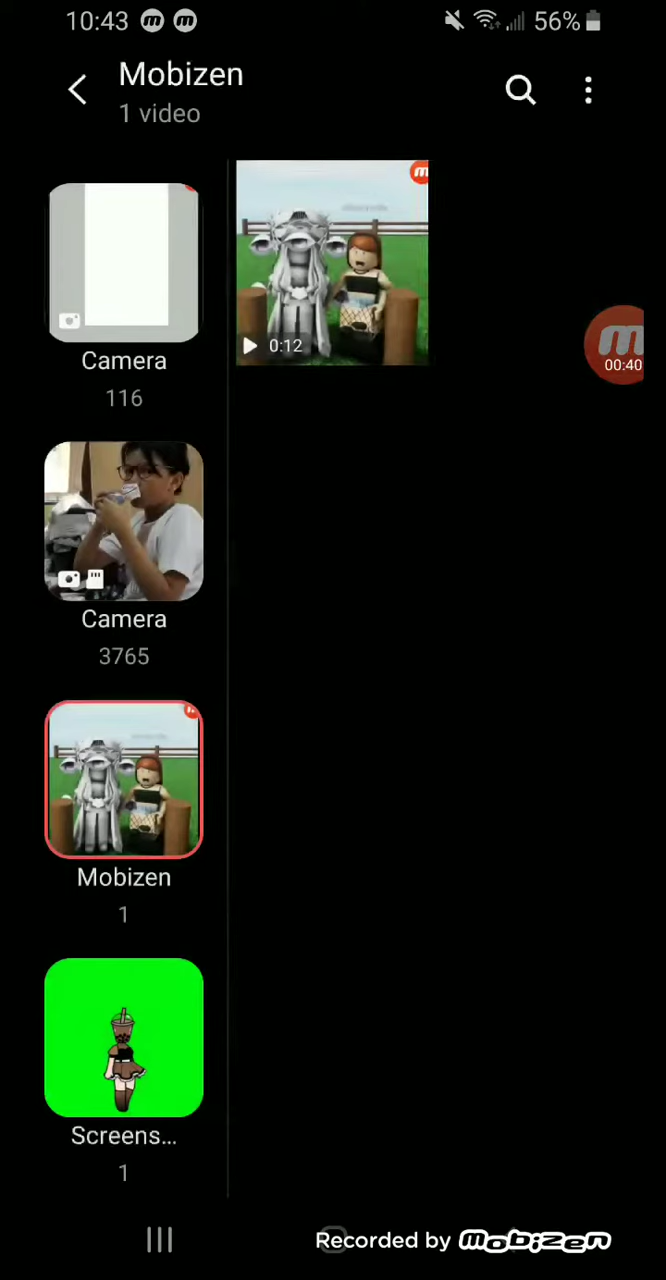 10:43
56%
Mobizen
1 video
Camera
116
0:12
00:40
Camera
3765
Mobizen
1
Screens...
1
Recorded by mobizen